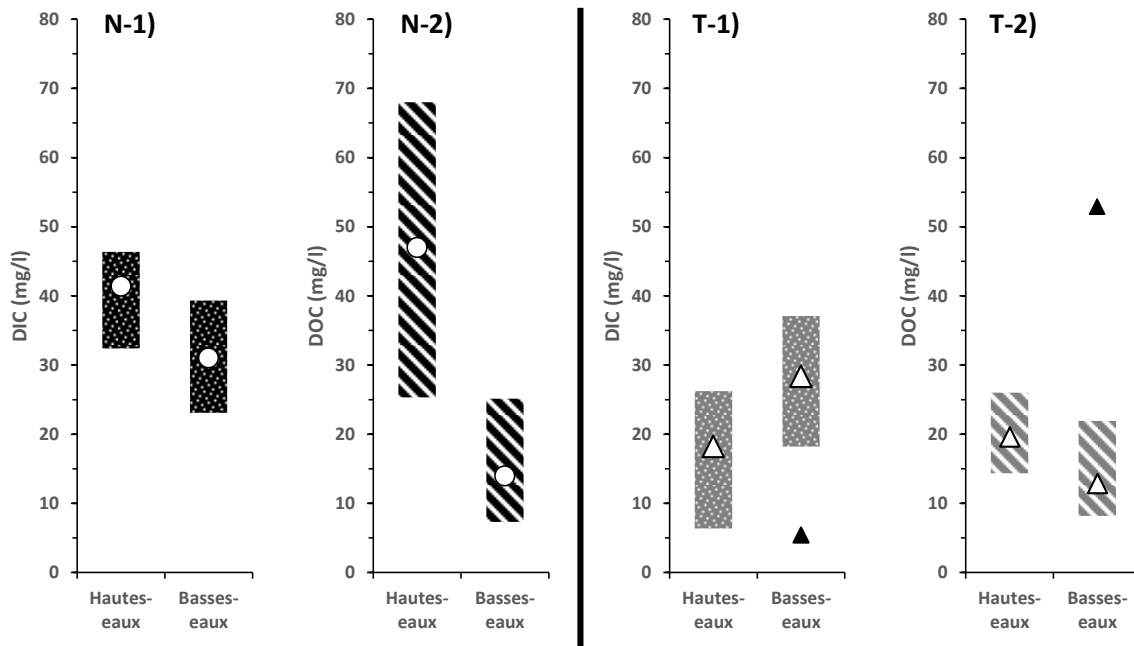 N-1)
80
70
60
50
40
30
20
10
0
DIC (mg/l)
Hautes-
eaux
Basses-
eaux
N-2)
80
70
60
50
40
30
20
10
0
DOC (mg/l)
Hautes-
eaux
Basses-
eaux
T-1)
80
70
60
50
40
30
20
10
0
DIC (mg/l)
Hautes-
eaux
Basses-
eaux
T-2)
80
70
60
50
40
30
20
10
0
DOC (mg/l)
Hautes-
eaux
Basses-
eaux